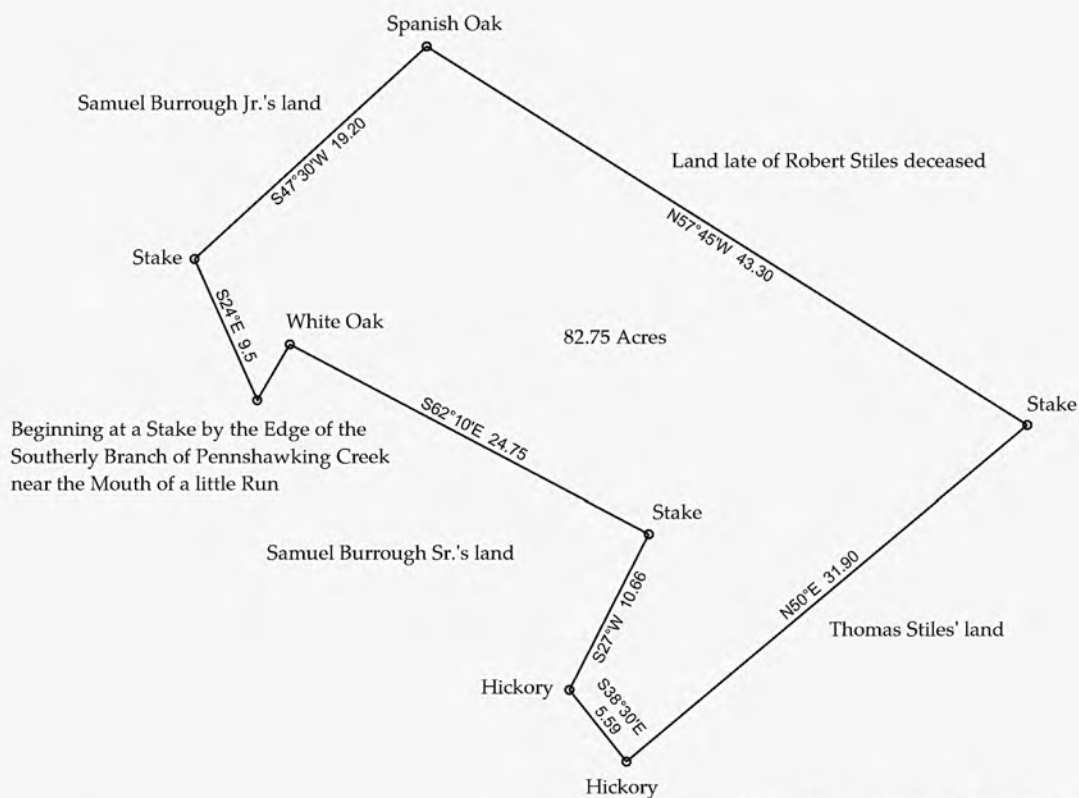 Spanish Oak
Samuel Burrough Jr.'s land
S47°30'W 19.20
Land late of Robert Stiles deceased
N57°45'W 43.30
Stake
S24°E 9.5
White Oak
82.75 Acres
Stake
Beginning at a Stake by the Edge of the
Southerly Branch of Pennshawking Creek
near the Mouth of a little Run
S62°10'E 24.75
Stake
Samuel Burrough Sr.'s land
S27°W 10.66
N50°E 31.90
Thomas Stiles' land
Hickory
S38°30'E
5.59
Hickory